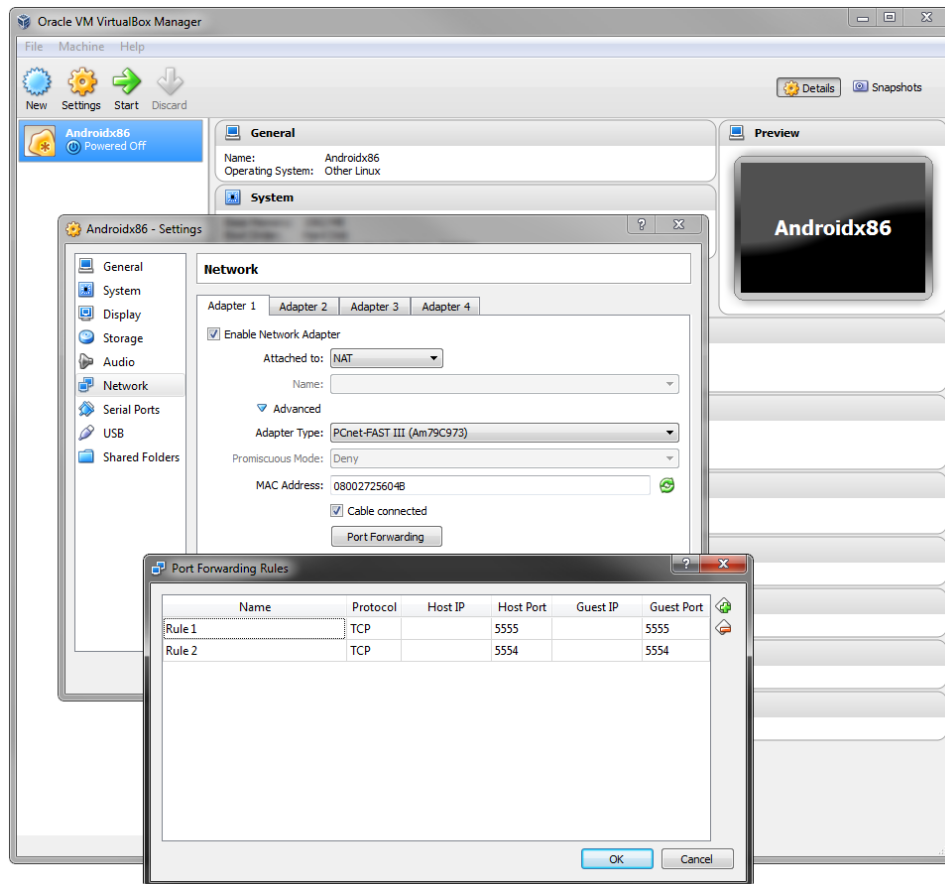 Oracle VM VirtualBox Manager
File Machine Help
New Settings Start Discard
Details Snapshots
Androidx86
Powered Off
General
Name: Androidx86
Operating System: Other Linux
System
Preview
Androidx86
Androidx86 - Settings
?
General
System
Display
Storage
Audio
Network
Serial Ports
USB
Shared Folders
Network
Adapter 1 Adapter 2 Adapter 3 Adapter 4
Enable Network Adapter
Attached to: NAT
Name:
Advanced
Adapter Type: PCnet-FAST III (Am79C973)
Promiscuous Mode: Deny
MAC Address: 08002725604B
Cable connected
Port Forwarding
Port Forwarding Rules
?
Name Protocol Host IP Host Port Guest IP Guest Port
Rule 1 TCP 5555 5555
Rule 2 TCP 5554 5554
OK Cancel